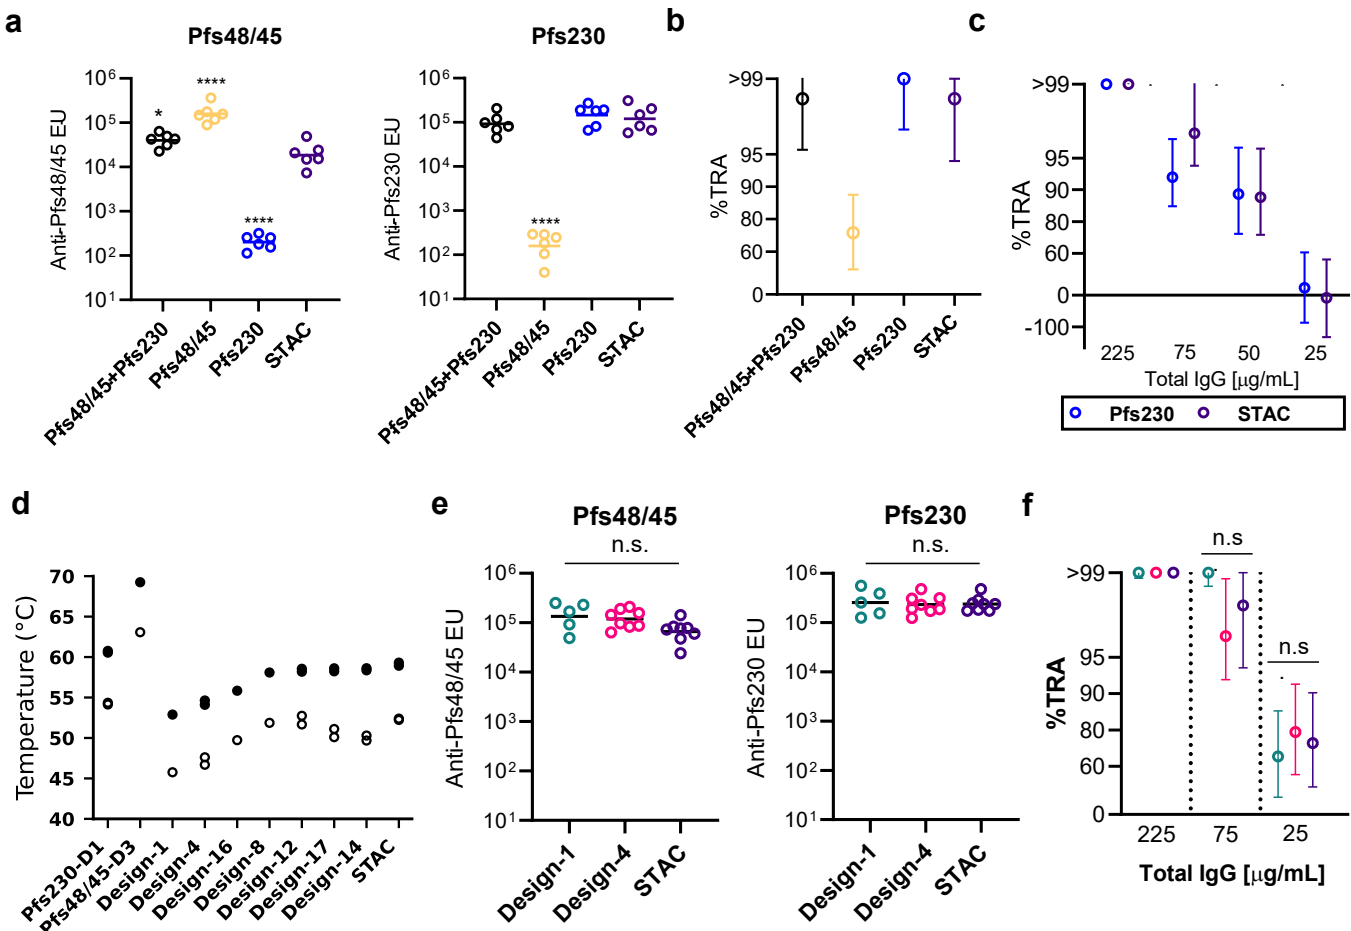 a
Pfs48/45
Anti-Pfs48/45 EU
10⁶
10⁵
10⁴
10³
10²
10¹
*
****
****
Pfs48/45+Pfs230
Pfs48/45
Pfs230
STAC
Pfs230
Anti-Pfs230 EU
10⁶
10⁵
10⁴
10³
10²
10¹
****
Pfs48/45+Pfs230
Pfs48/45
Pfs230
STAC
b
%TRA
>99
95
90
80
60
0
Pfs48/45+Pfs230
Pfs48/45
Pfs230
STAC
c
%TRA
>99
95
90
80
60
0
-100
225 75 50 25
Total IgG [μg/mL]
Pfs230 STAC
d
Temperature (°C)
70
65
60
55
50
45
40
Pfs230-D1
Pfs48/45-D3
Design-1
Design-4
Design-16
Design-8
Design-12
Design-17
Design-14
STAC
e
Pfs48/45
n.s.
Anti-Pfs48/45 EU
10⁶
10⁵
10⁴
10³
10²
10¹
Design-1
Design-4
STAC
Pfs230
n.s.
Anti-Pfs230 EU
10⁶
10⁵
10⁴
10³
10²
10¹
Design-1
Design-4
STAC
f
n.s
n.s
%TRA
>99
95
90
80
60
0
225 75 25
Total IgG [μg/mL]